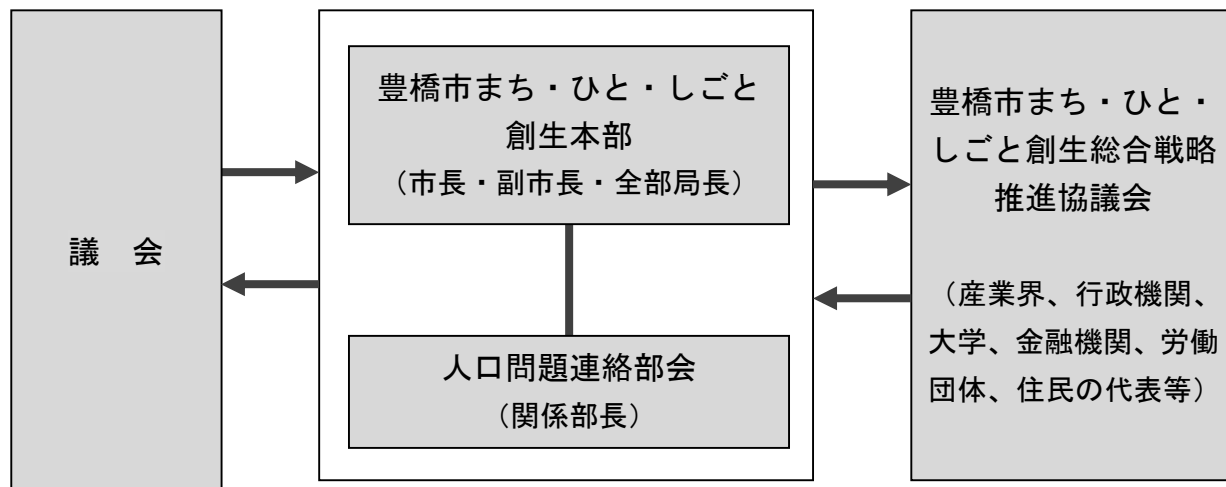 議　会
豊橋市まち・ひと・しごと
創生本部
（市長・副市長・全部局長）
人口問題連絡部会
（関係部長）
豊橋市まち・ひと・
しごと創生総合戦略
推進協議会
（産業界、行政機関、
大学、金融機関、労働
団体、住民の代表等）